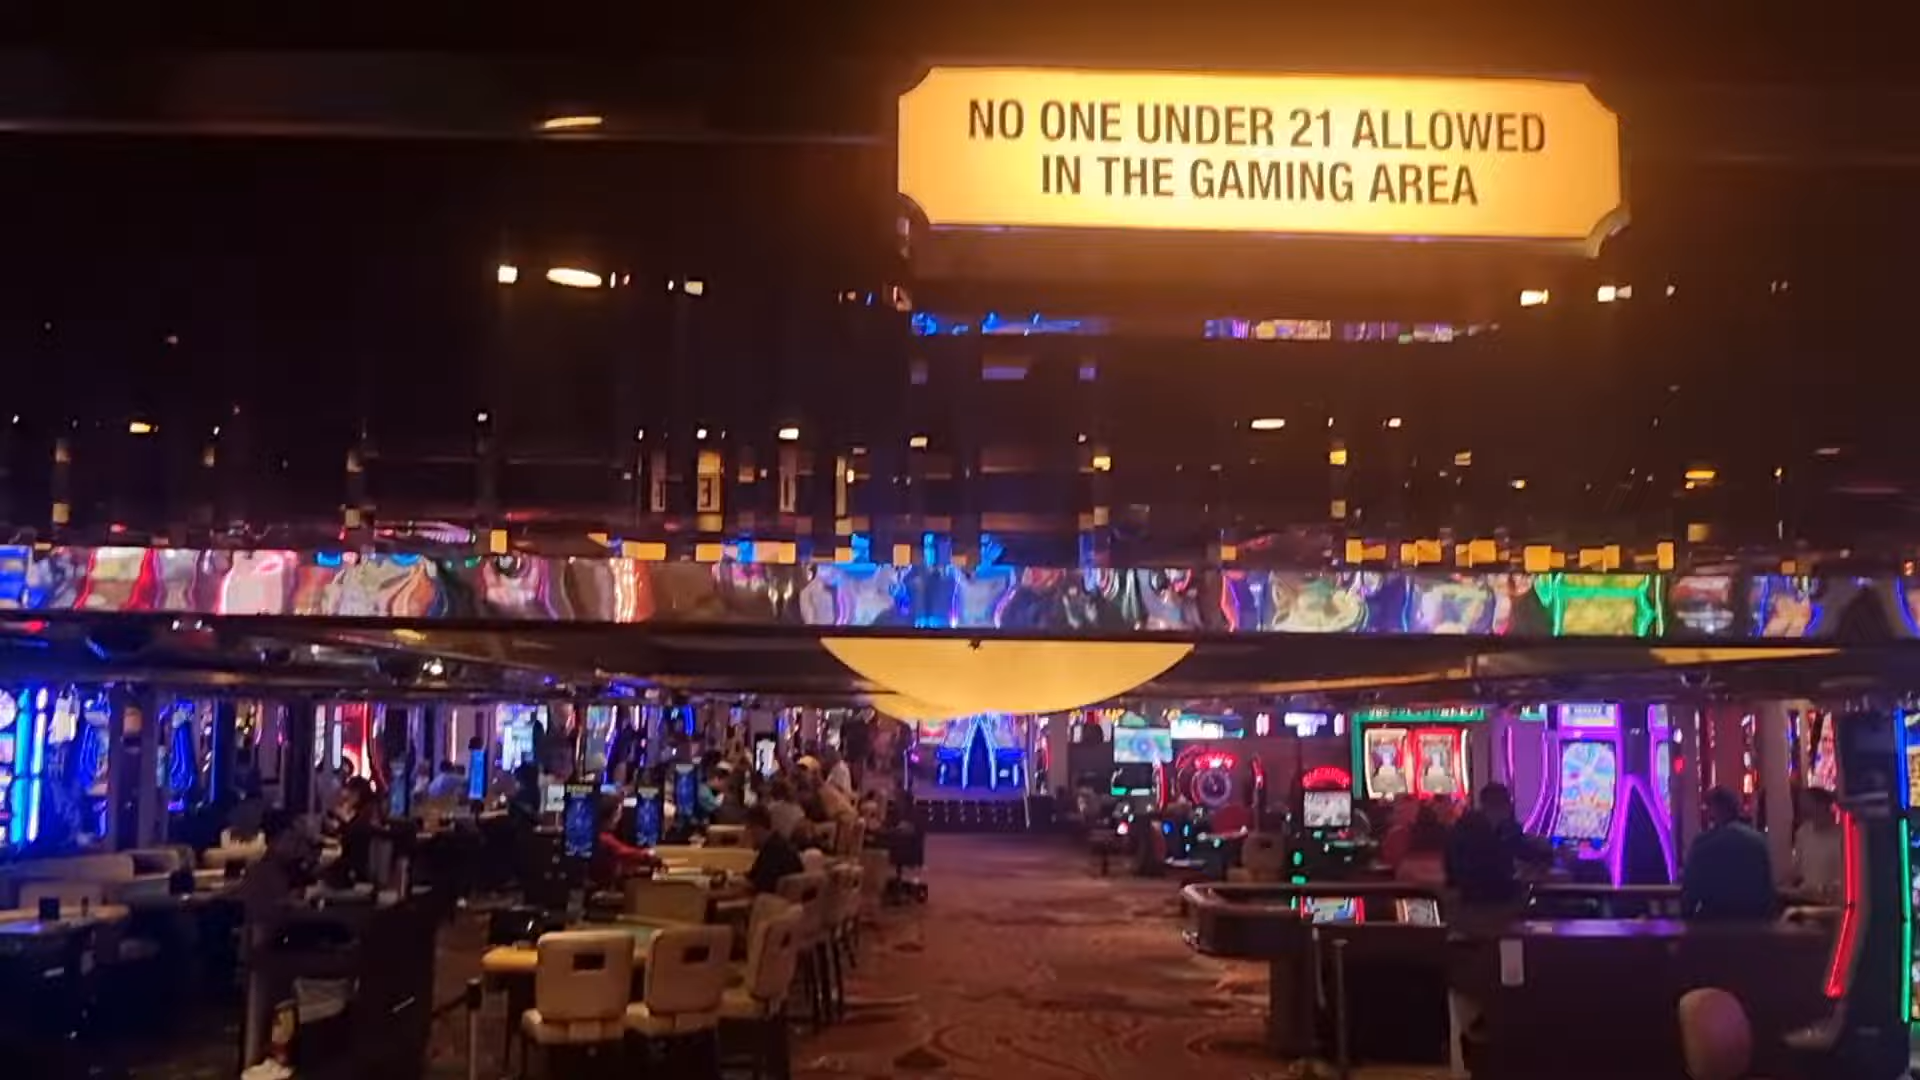 NO ONE UNDER 21 ALLOWED
IN THE GAMING AREA